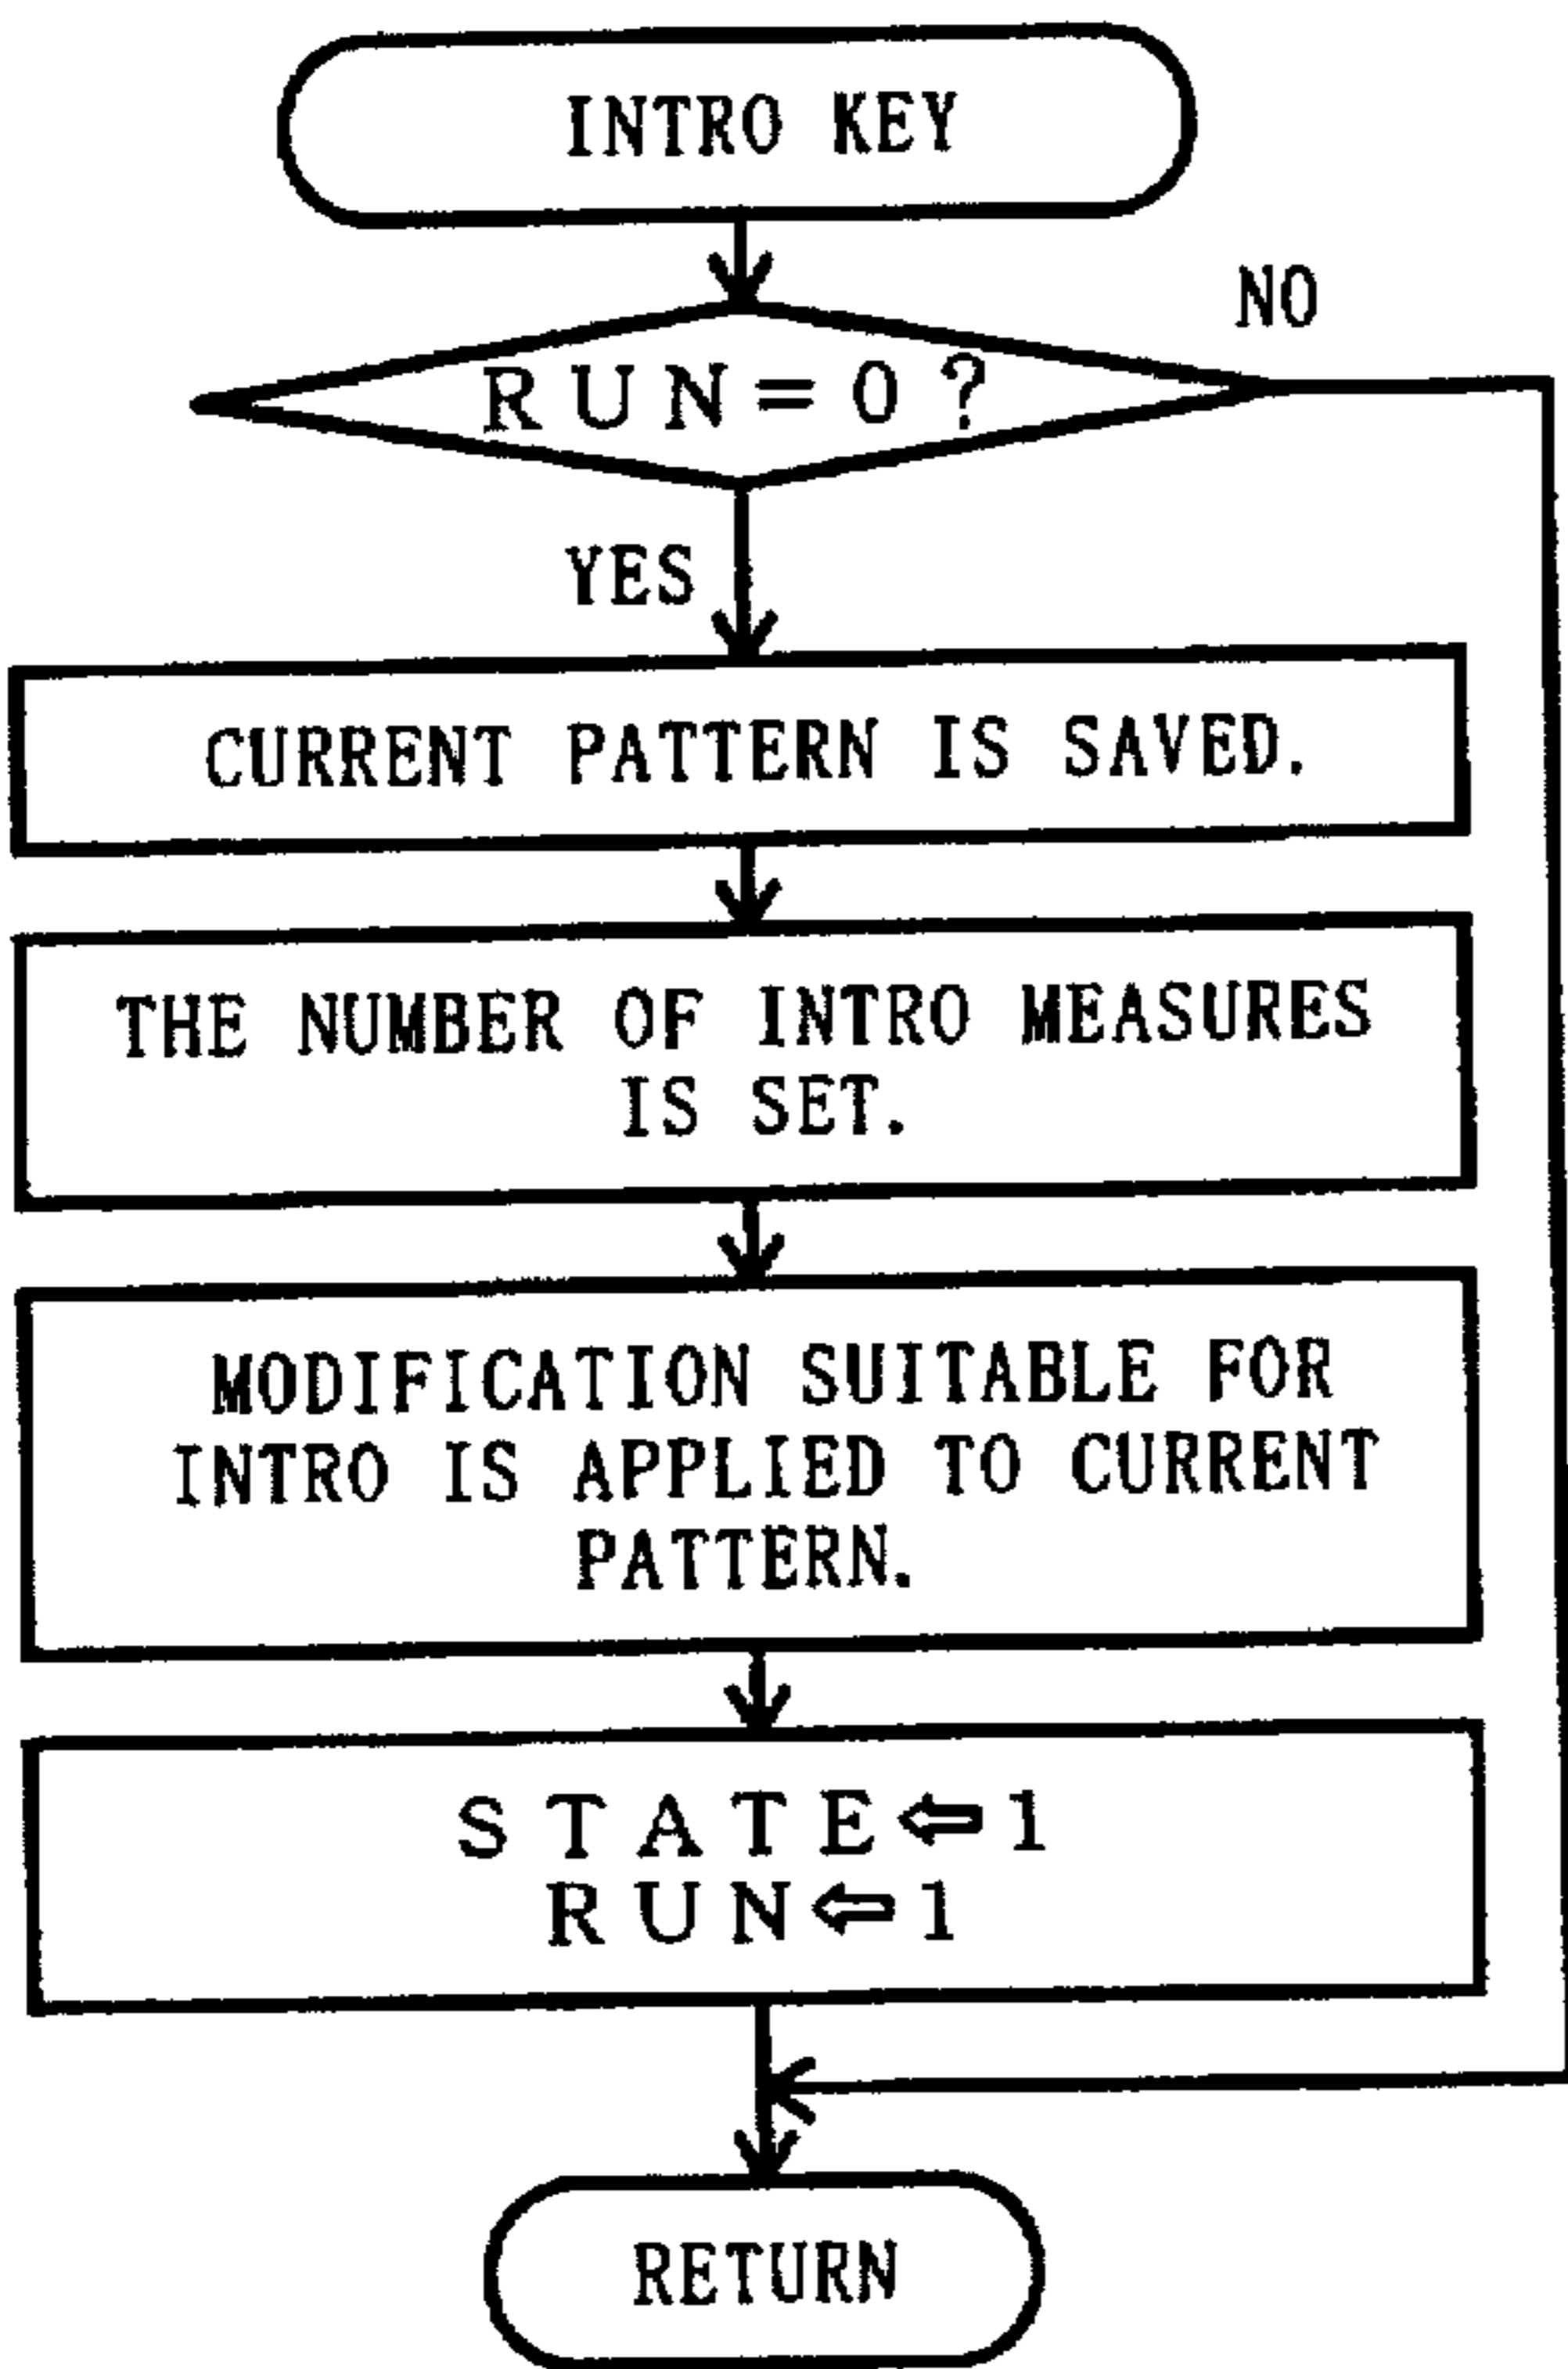 INTRO KEY
NO
RUN=0?
YES
CURRENT PATTERN IS SAVED.
THE NUMBER OF INTRO MEASURES
IS SET.
MODIFICATION SUITABLE FOR
INTRO IS APPLIED TO CURRENT
PATTERN.
STATE⇦1
RUN⇦1
RETURN